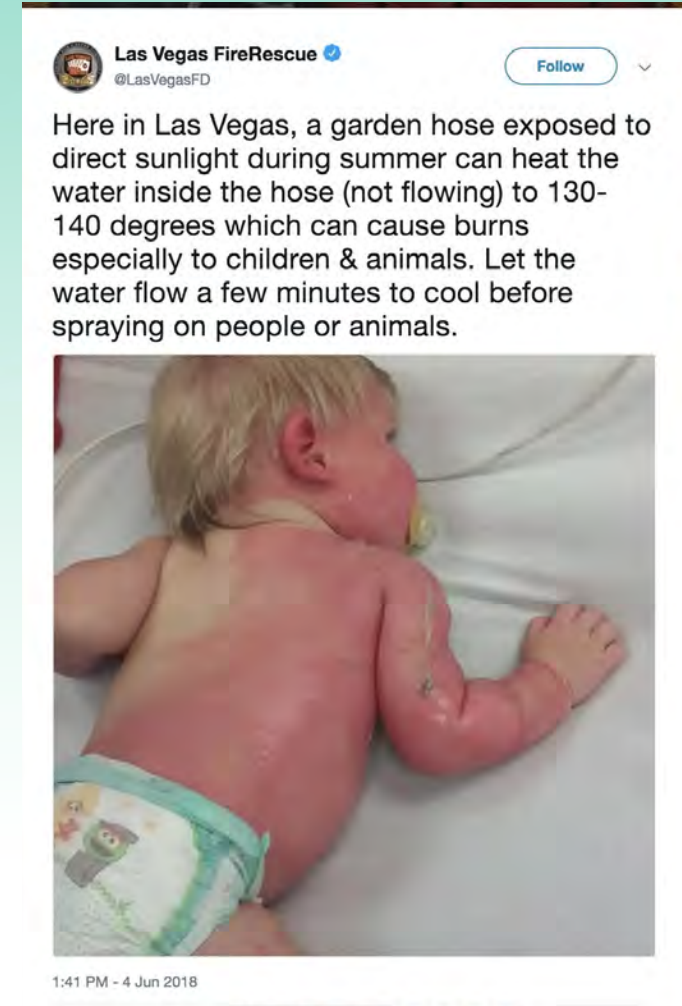 Las Vegas FireRescue
@LasVegasFD
Follow
Here in Las Vegas, a garden hose exposed to
direct sunlight during summer can heat the
water inside the hose (not flowing) to 130-
140 degrees which can cause burns
especially to children & animals. Let the
water flow a few minutes to cool before
spraying on people or animals.
1:41 PM - 4 Jun 2018